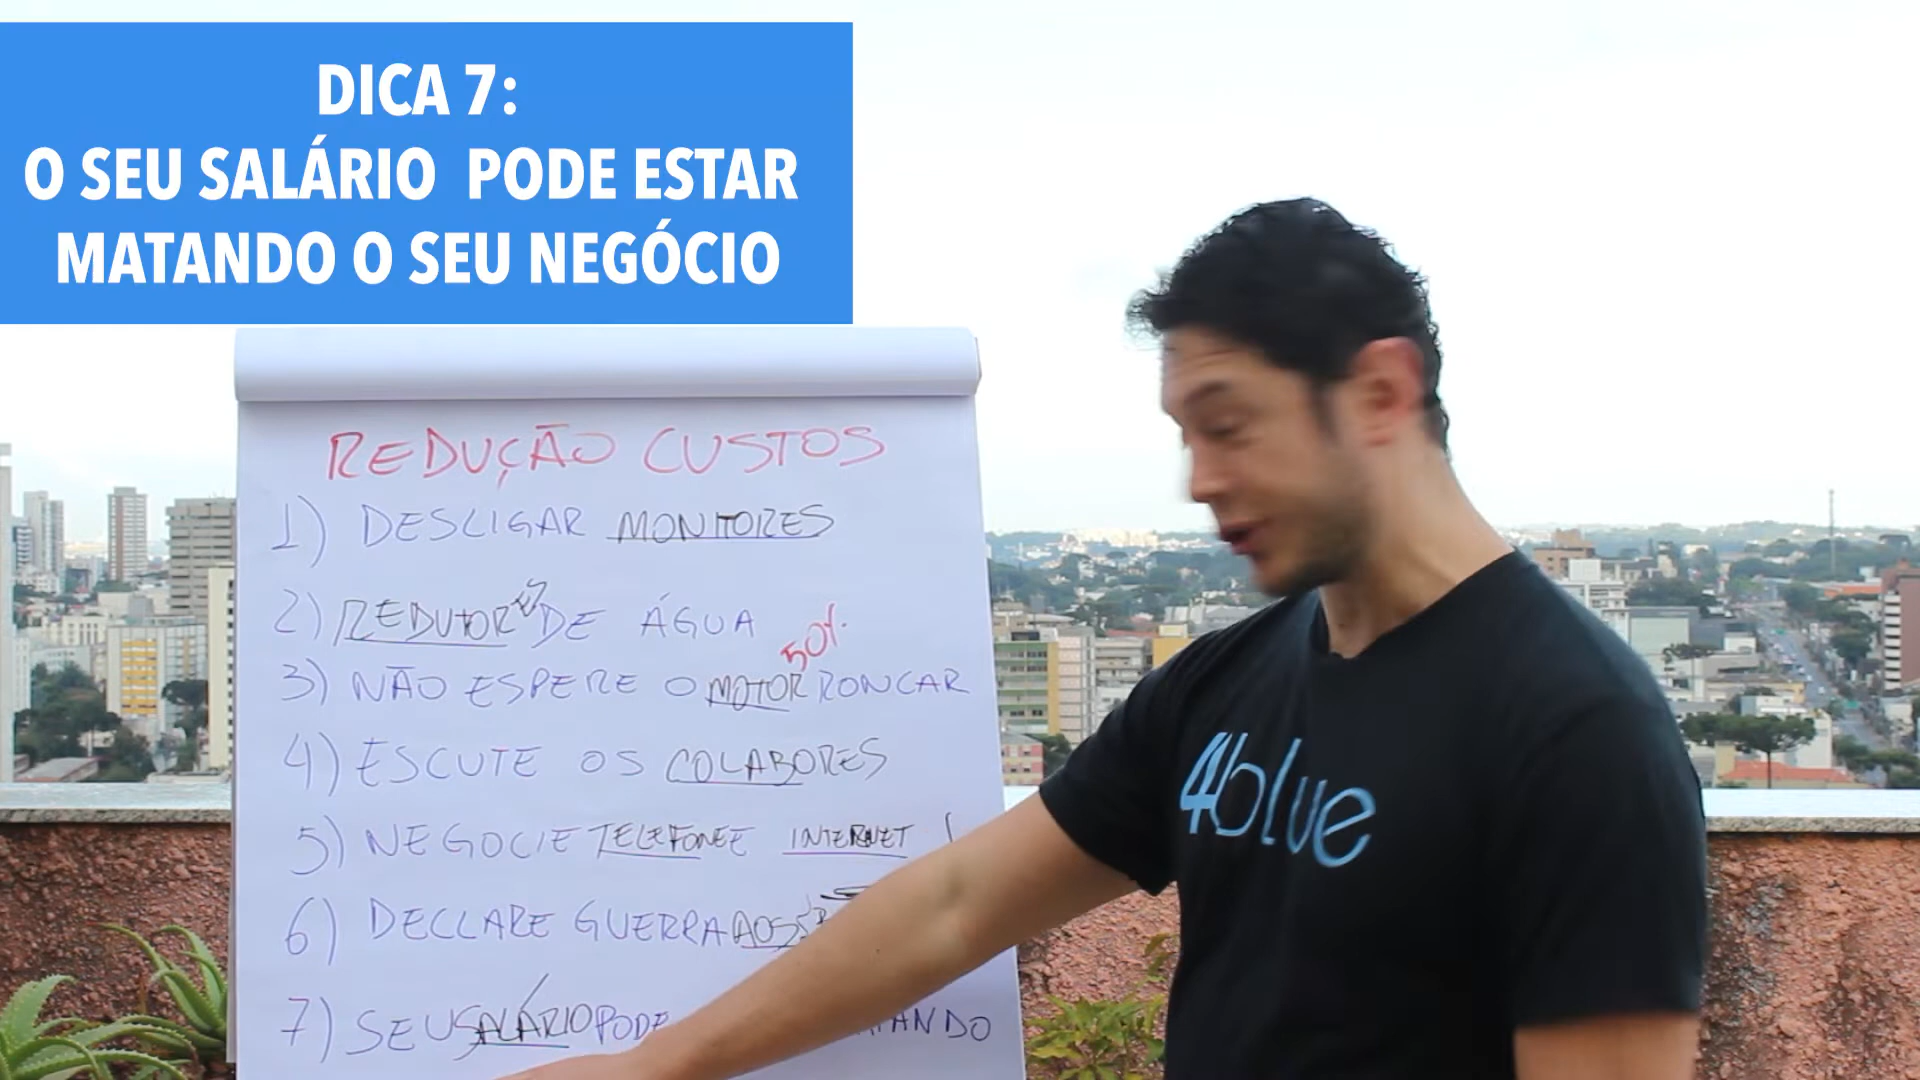 DICA 7:
O SEU SALÁRIO PODE ESTAR
MATANDO O SEU NEGÓCIO
REDUÇÃO CUSTOS
1) DESLIGAR MONITORES
2) REDUTORES DE ÁGUA
50%
3) NÃO ESPERE O MOTOR RONCAR
4) ESCUTE OS COLABORES
5) NEGOCIE TELEFONE E INTERNET
6) DECLARE GUERRA AOS
7) SEU SALÁRIO PODE
4blue